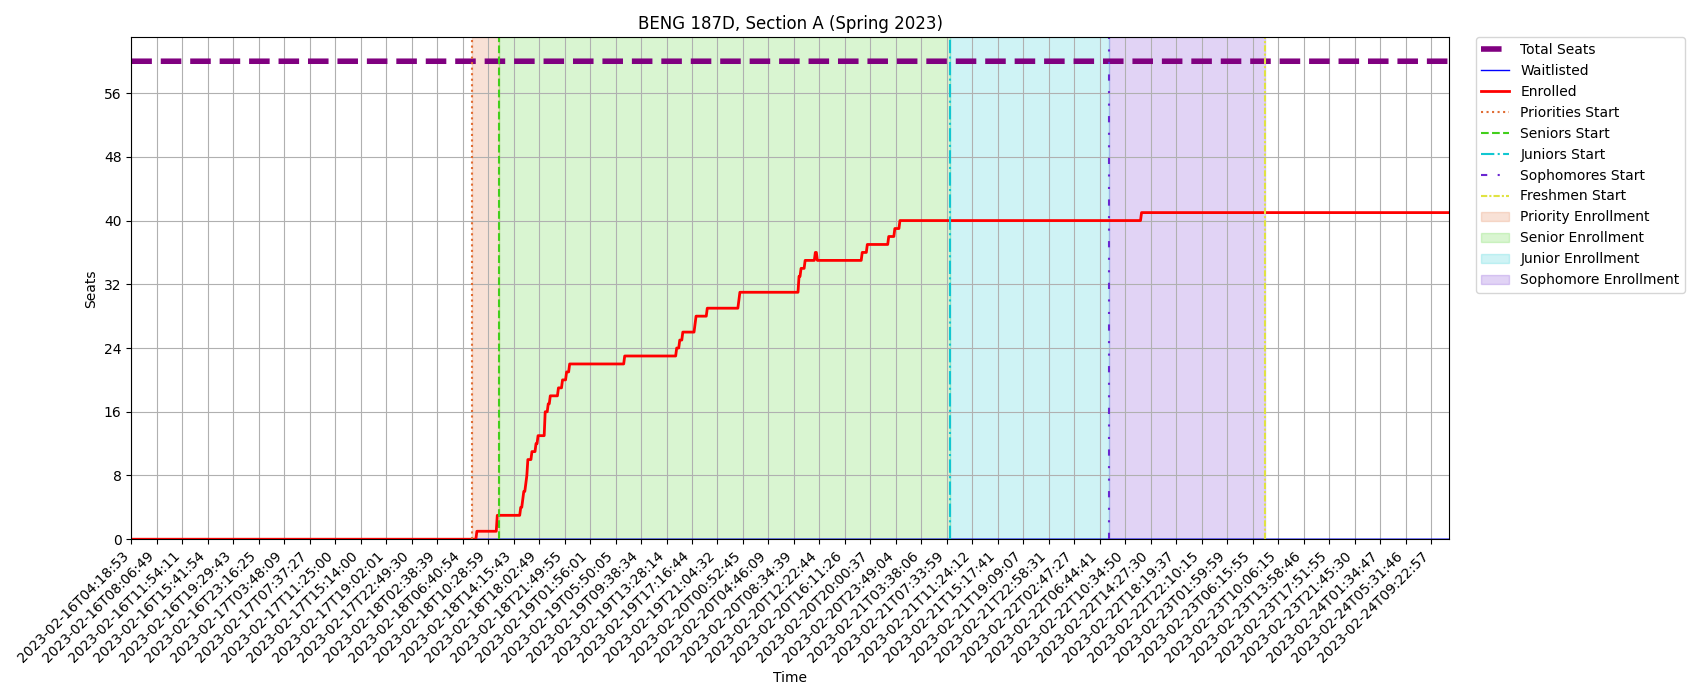 BENG 187D, Section A (Spring 2023)
Total Seats
Waitlisted
Enrolled
Priorities Start
Seniors Start
Juniors Start
Sophomores Start
Freshmen Start
Priority Enrollment
Senior Enrollment
Junior Enrollment
Sophomore Enrollment
Seats
56
48
40
32
24
16
8
0
2023-02-16T04:18:53
2023-02-16T08:06:49
2023-02-16T11:54:11
2023-02-16T15:41:54
2023-02-16T19:29:43
2023-02-16T23:16:25
2023-02-17T03:48:09
2023-02-17T07:37:27
2023-02-17T11:25:00
2023-02-17T15:14:00
2023-02-17T19:02:01
2023-02-17T22:49:30
2023-02-18T02:38:39
2023-02-18T06:40:54
2023-02-18T10:28:59
2023-02-18T14:15:43
2023-02-18T18:02:49
2023-02-18T21:49:55
2023-02-19T01:56:01
2023-02-19T05:50:05
2023-02-19T09:38:34
2023-02-19T13:28:14
2023-02-19T17:16:44
2023-02-19T21:04:32
2023-02-20T00:52:45
2023-02-20T04:46:09
2023-02-20T08:34:39
2023-02-20T12:22:44
2023-02-20T16:11:26
2023-02-20T20:00:37
2023-02-20T23:49:04
2023-02-21T03:38:06
2023-02-21T07:33:59
2023-02-21T11:24:12
2023-02-21T15:17:41
2023-02-21T19:09:07
2023-02-21T22:58:31
2023-02-22T02:47:27
2023-02-22T06:44:41
2023-02-22T10:34:50
2023-02-22T14:27:30
2023-02-22T18:19:37
2023-02-22T22:10:15
2023-02-23T01:59:59
2023-02-23T06:15:55
2023-02-23T10:06:15
2023-02-23T13:58:46
2023-02-23T17:51:55
2023-02-23T21:45:30
2023-02-24T01:34:47
2023-02-24T05:31:46
2023-02-24T09:22:57
Time